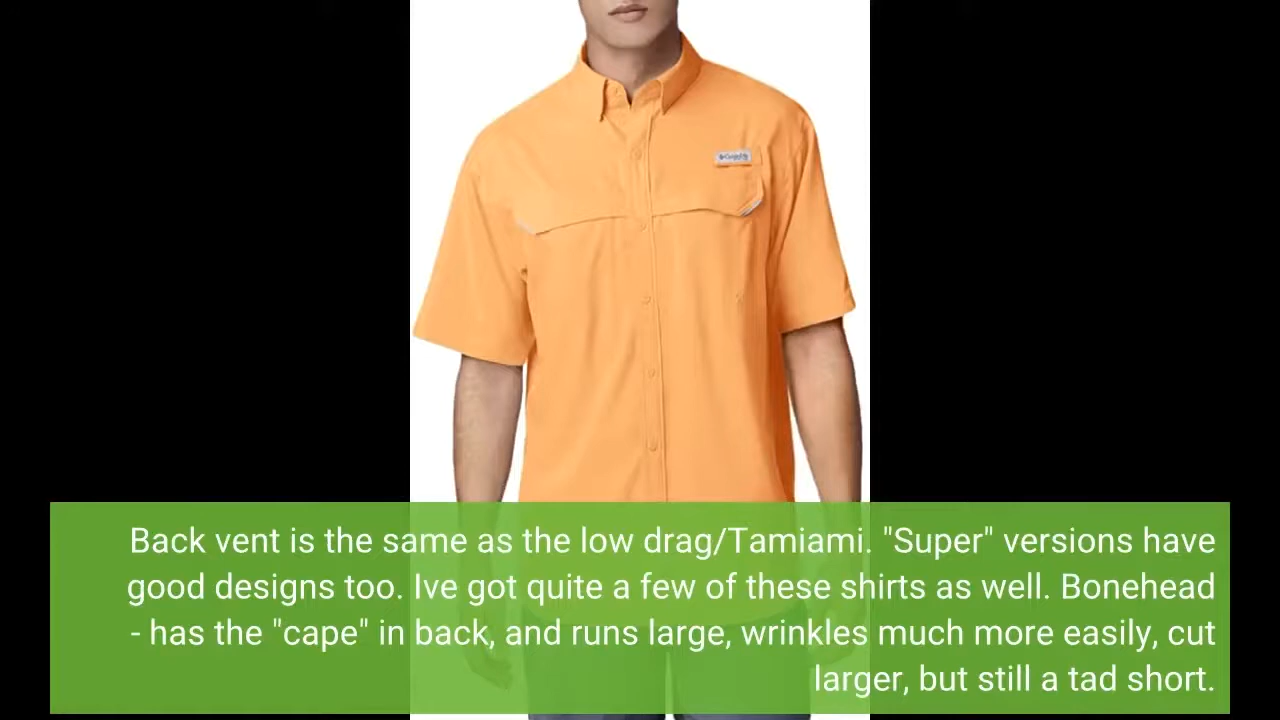 Back vent is the same as the low drag/Tamiami. "Super" versions have
good designs too. Ive got quite a few of these shirts as well. Bonehead
- has the "cape" in back, and runs large, wrinkles much more easily, cut
larger, but still a tad short.